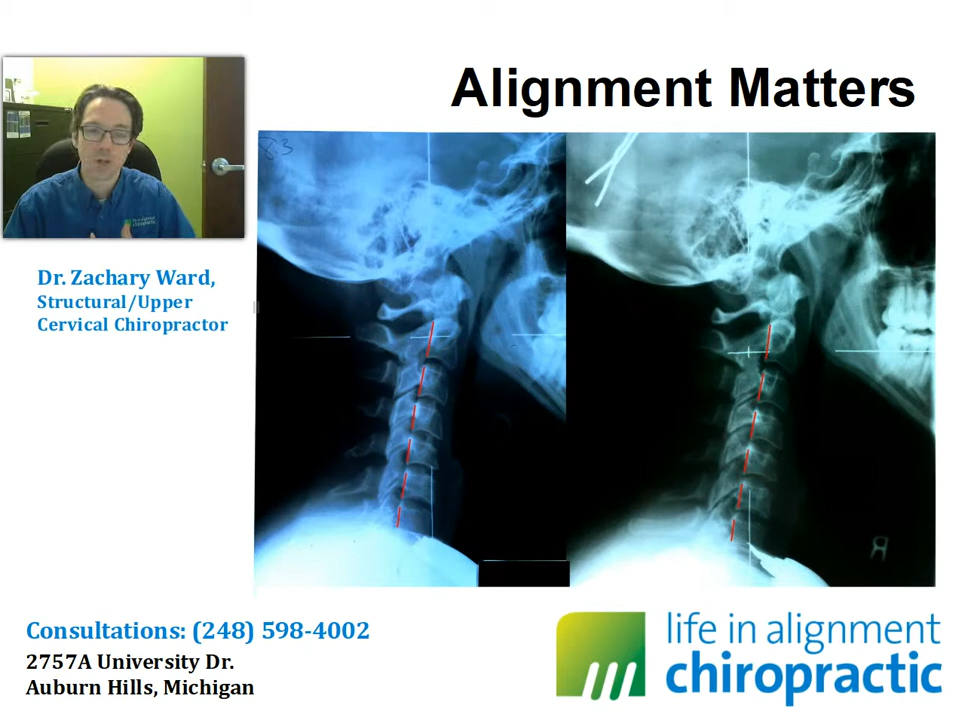 Alignment Matters
Dr. Zachary Ward,
Structural/Upper
Cervical Chiropractor
Consultations: (248) 598-4002
2757A University Dr.
Auburn Hills, Michigan
life in alignment
chiropractic